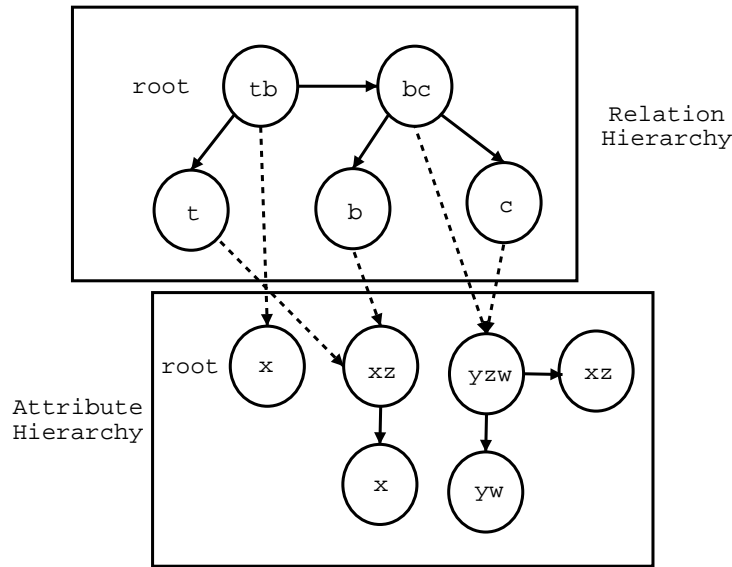 root
tb
bc
Relation
Hierarchy
t
b
c
root
x
xz
yzw
xz
Attribute
Hierarchy
x
yw